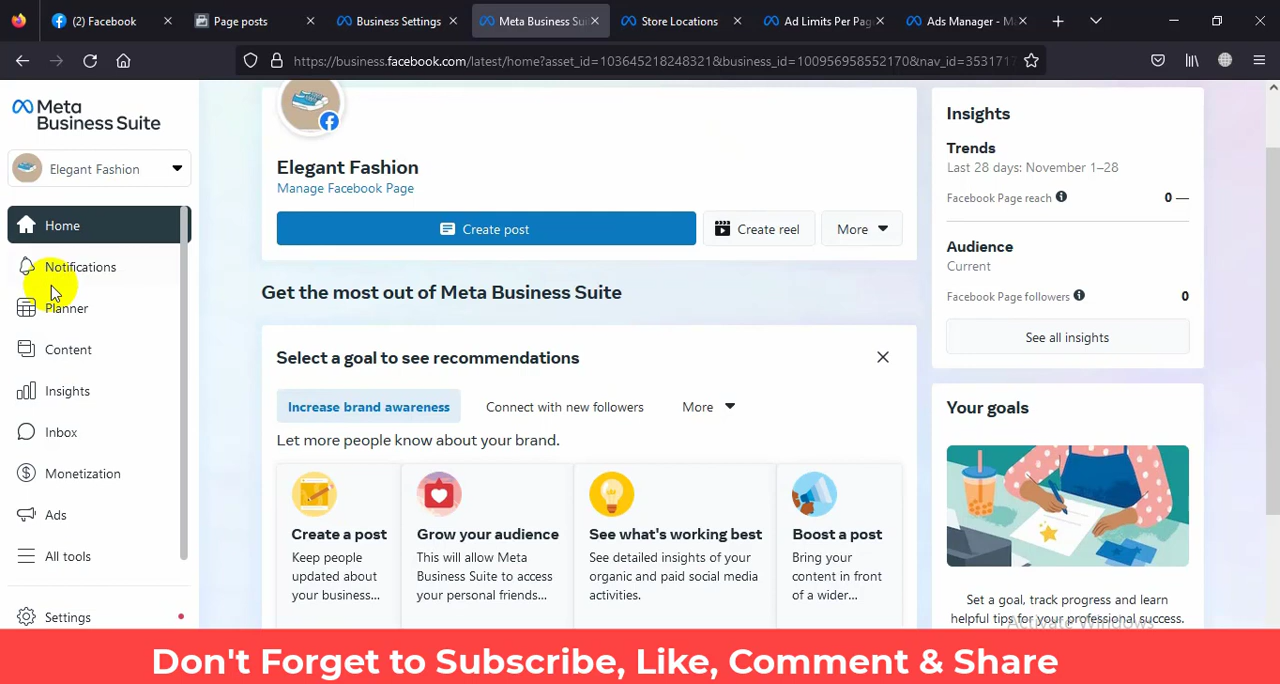 (2) Facebook
Page posts
Business Settings
Meta Business Sui
Store Locations
Ad Limits Per Pag
Ads Manager - M
https://business.facebook.com/latest/home?asset_id=103645218248321&business_id=1009569585521​70&nav_id=3531717
Meta
Business Suite
Elegant Fashion
Home
Notifications
Planner
Content
Insights
Inbox
Monetization
Ads
All tools
Settings
Elegant Fashion
Manage Facebook Page
Create post
Create reel
More
Get the most out of Meta Business Suite
Select a goal to see recommendations
Increase brand awareness
Connect with new followers
More
Let more people know about your brand.
Create a post
Keep people
updated about
your business...
Grow your audience
This will allow Meta
Business Suite to access
your personal friends...
See what's working best
See detailed insights of your
organic and paid social media
activities.
Boost a post
Bring your
content in front
of a wider...
Insights
Trends
Last 28 days: November 1–28
Facebook Page reach
0 —
Audience
Current
Facebook Page followers
0
See all insights
Your goals
Set a goal, track progress and learn
helpful tips for your professional success.
Activate Windows
Don't Forget to Subscribe, Like, Comment & Share